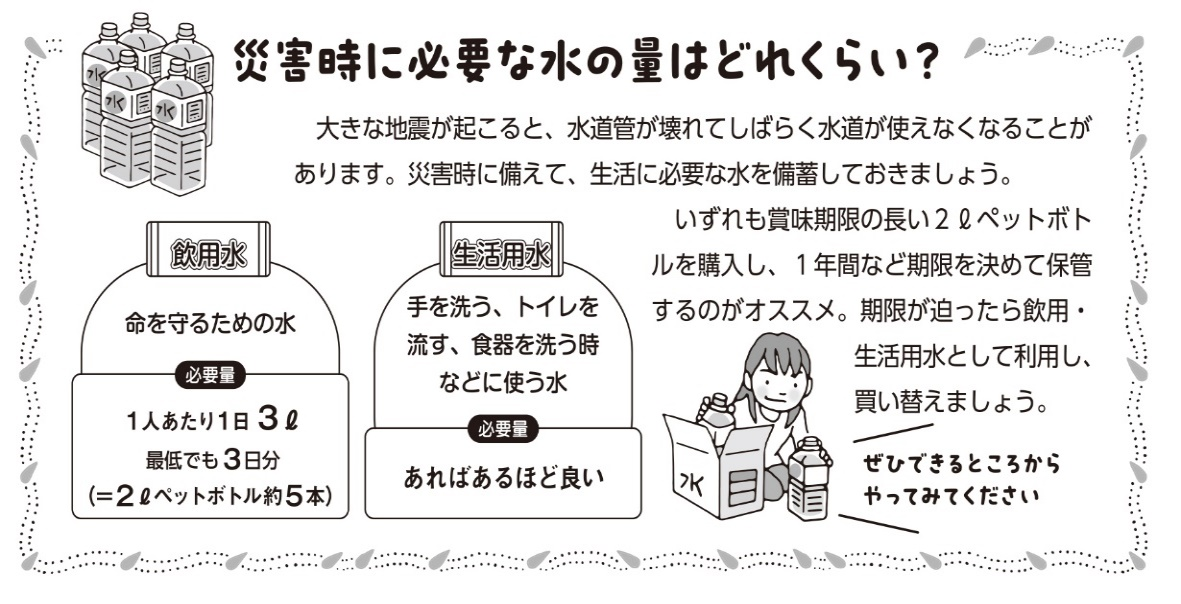 災害時に必要な水の量はどれくらい？
水
水
水
大きな地震が起こると、水道管が壊れてしばらく水道が使えなくなることが
あります。災害時に備えて、生活に必要な水を備蓄しておきましょう。
飲用水
命を守るための水
必要量
1人あたり1日 3ℓ
最低でも3日分
(＝2ℓペットボトル約5本)
生活用水
手を洗う、トイレを
流す、食器を洗う時
などに使う水
必要量
あればあるほど良い
いずれも賞味期限の長い２ℓペットボト
ルを購入し、１年間など期限を決めて保管
するのがオススメ。期限が迫ったら飲用・
生活用水として利用し、
買い替えましょう。
水
ぜひできるところから
やってみてください